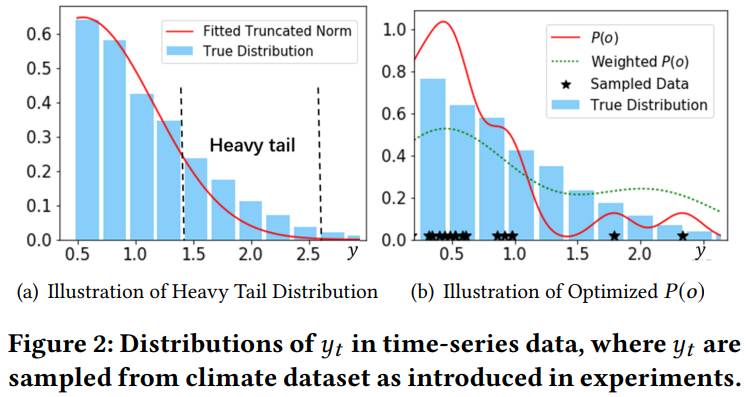 Fitted Truncated Norm
True Distribution
Heavy tail
0.6
0.5
0.4
0.3
0.2
0.1
0.0
0.5 1.0 1.5 2.0 2.5 y
P(o)
Weighted P(o)
Sampled Data
True Distribution
1.0
0.8
0.6
0.4
0.2
0.0
0.5 1.0 1.5 2.0 y
(a) Illustration of Heavy Tail Distribution
(b) Illustration of Optimized P(o)
Figure 2: Distributions of yₜ in time-series data, where yₜ are
sampled from climate dataset as introduced in experiments.